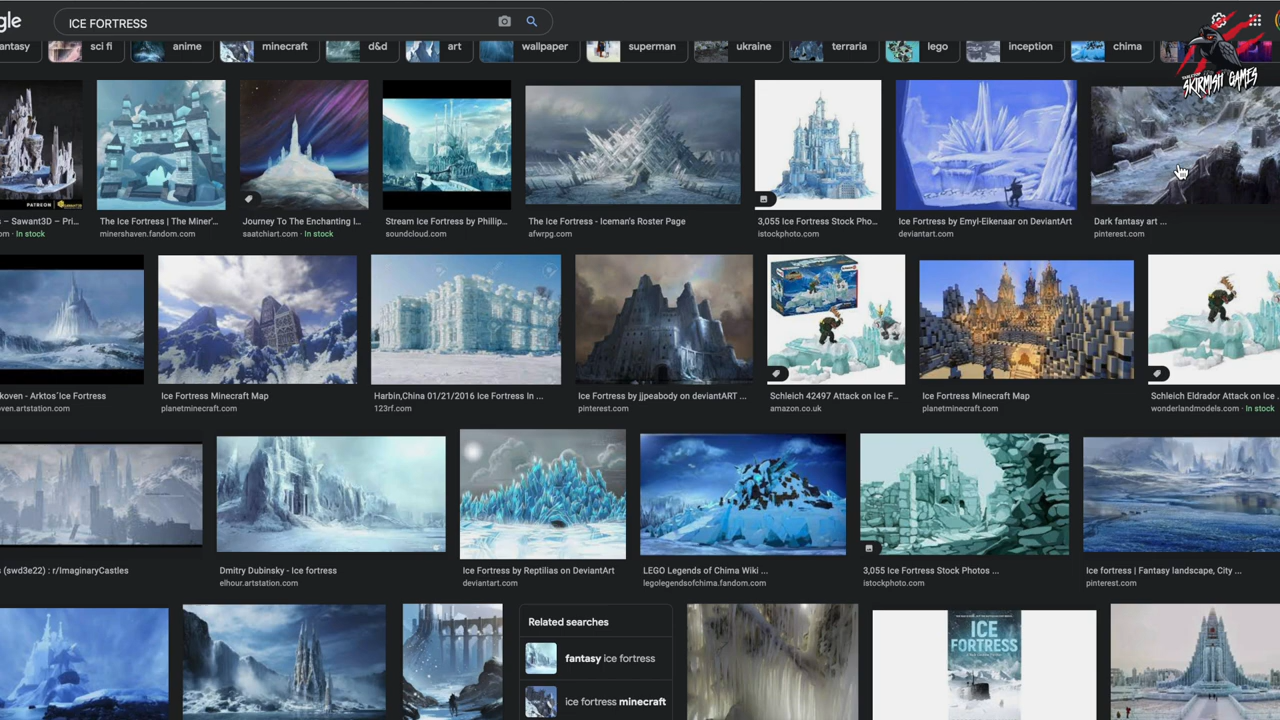 gle
ICE FORTRESS
antasy
sci fi
anime
minecraft
d&d
art
wallpaper
superman
ukraine
terraria
lego
inception
chima
SKIRMISH GAMES
PATREON
s – Sawant3D – Pri...
om · In stock
The Ice Fortress | The Miner'...
minershaven.fandom.com
Journey To The Enchanting I...
saatchiart.com · In stock
Stream Ice Fortress by Phillip...
soundcloud.com
The Ice Fortress - Iceman's Roster Page
afwrpg.com
3,055 Ice Fortress Stock Pho...
istockphoto.com
Ice Fortress by Emyl-Eikenaar on DeviantArt
deviantart.com
Dark fantasy art ...
pinterest.com
koven - Arktos´Ice Fortress
oven.artstation.com
Ice Fortress Minecraft Map
planetminecraft.com
Harbin,China 01/21/2016 Ice Fortress In ...
123rf.com
Ice Fortress by jjpeabody on deviantART ...
pinterest.com
Schleich 42497 Attack on Ice F...
amazon.co.uk
Ice Fortress Minecraft Map
planetminecraft.com
Schleich Eldrador Attack on Ice ...
wonderlandmodels.com · In stock
s (swd3e22) : r/ImaginaryCastles
Dmitry Dubinsky - Ice fortress
elhour.artstation.com
Ice Fortress by Reptilias on DeviantArt
deviantart.com
LEGO Legends of Chima Wiki ...
legolegendsofchima.fandom.com
3,055 Ice Fortress Stock Photos ...
istockphoto.com
Ice fortress | Fantasy landscape, City ...
pinterest.com
Related searches
fantasy ice fortress
ice fortress minecraft
ICE
FORTRESS